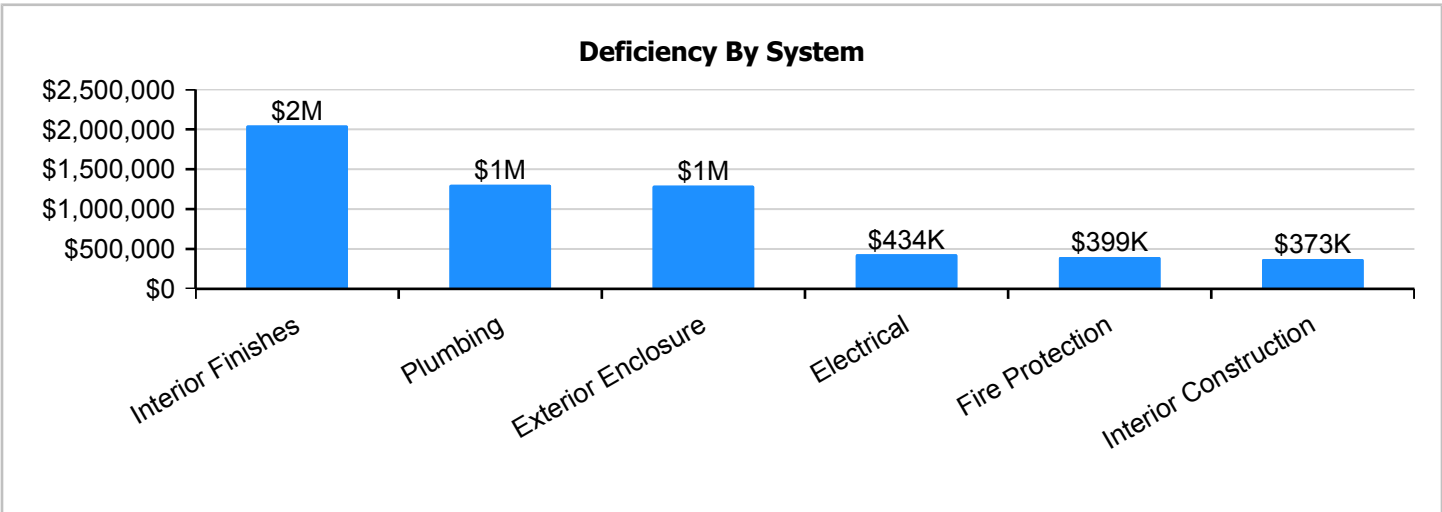 Deficiency By System
$2,500,000
$2,000,000
$1,500,000
$1,000,000
$500,000
$0
$2M
$1M
$1M
$434K
$399K
$373K
Interior Finishes
Plumbing
Exterior Enclosure
Electrical
Fire Protection
Interior Construction